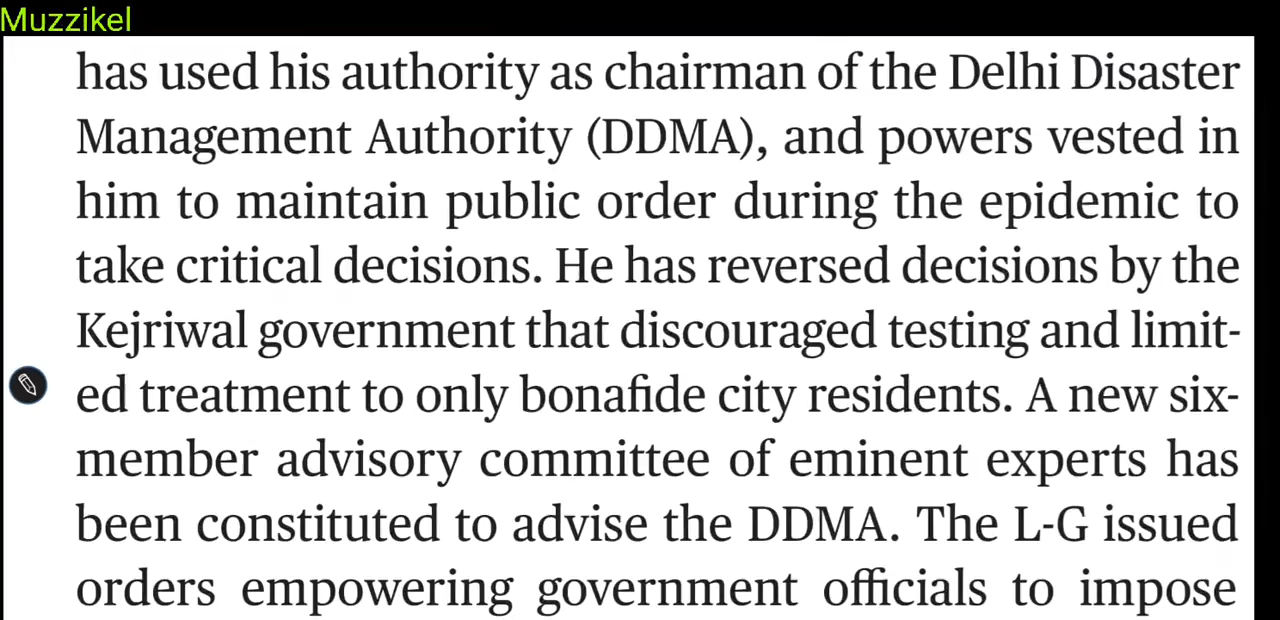 Muzzikel
has used his authority as chairman of the Delhi Disaster
Management Authority (DDMA), and powers vested in
him to maintain public order during the epidemic to
take critical decisions. He has reversed decisions by the
Kejriwal government that discouraged testing and limit-
ed treatment to only bonafide city residents. A new six-
member advisory committee of eminent experts has
been constituted to advise the DDMA. The L-G issued
orders empowering government officials to impose